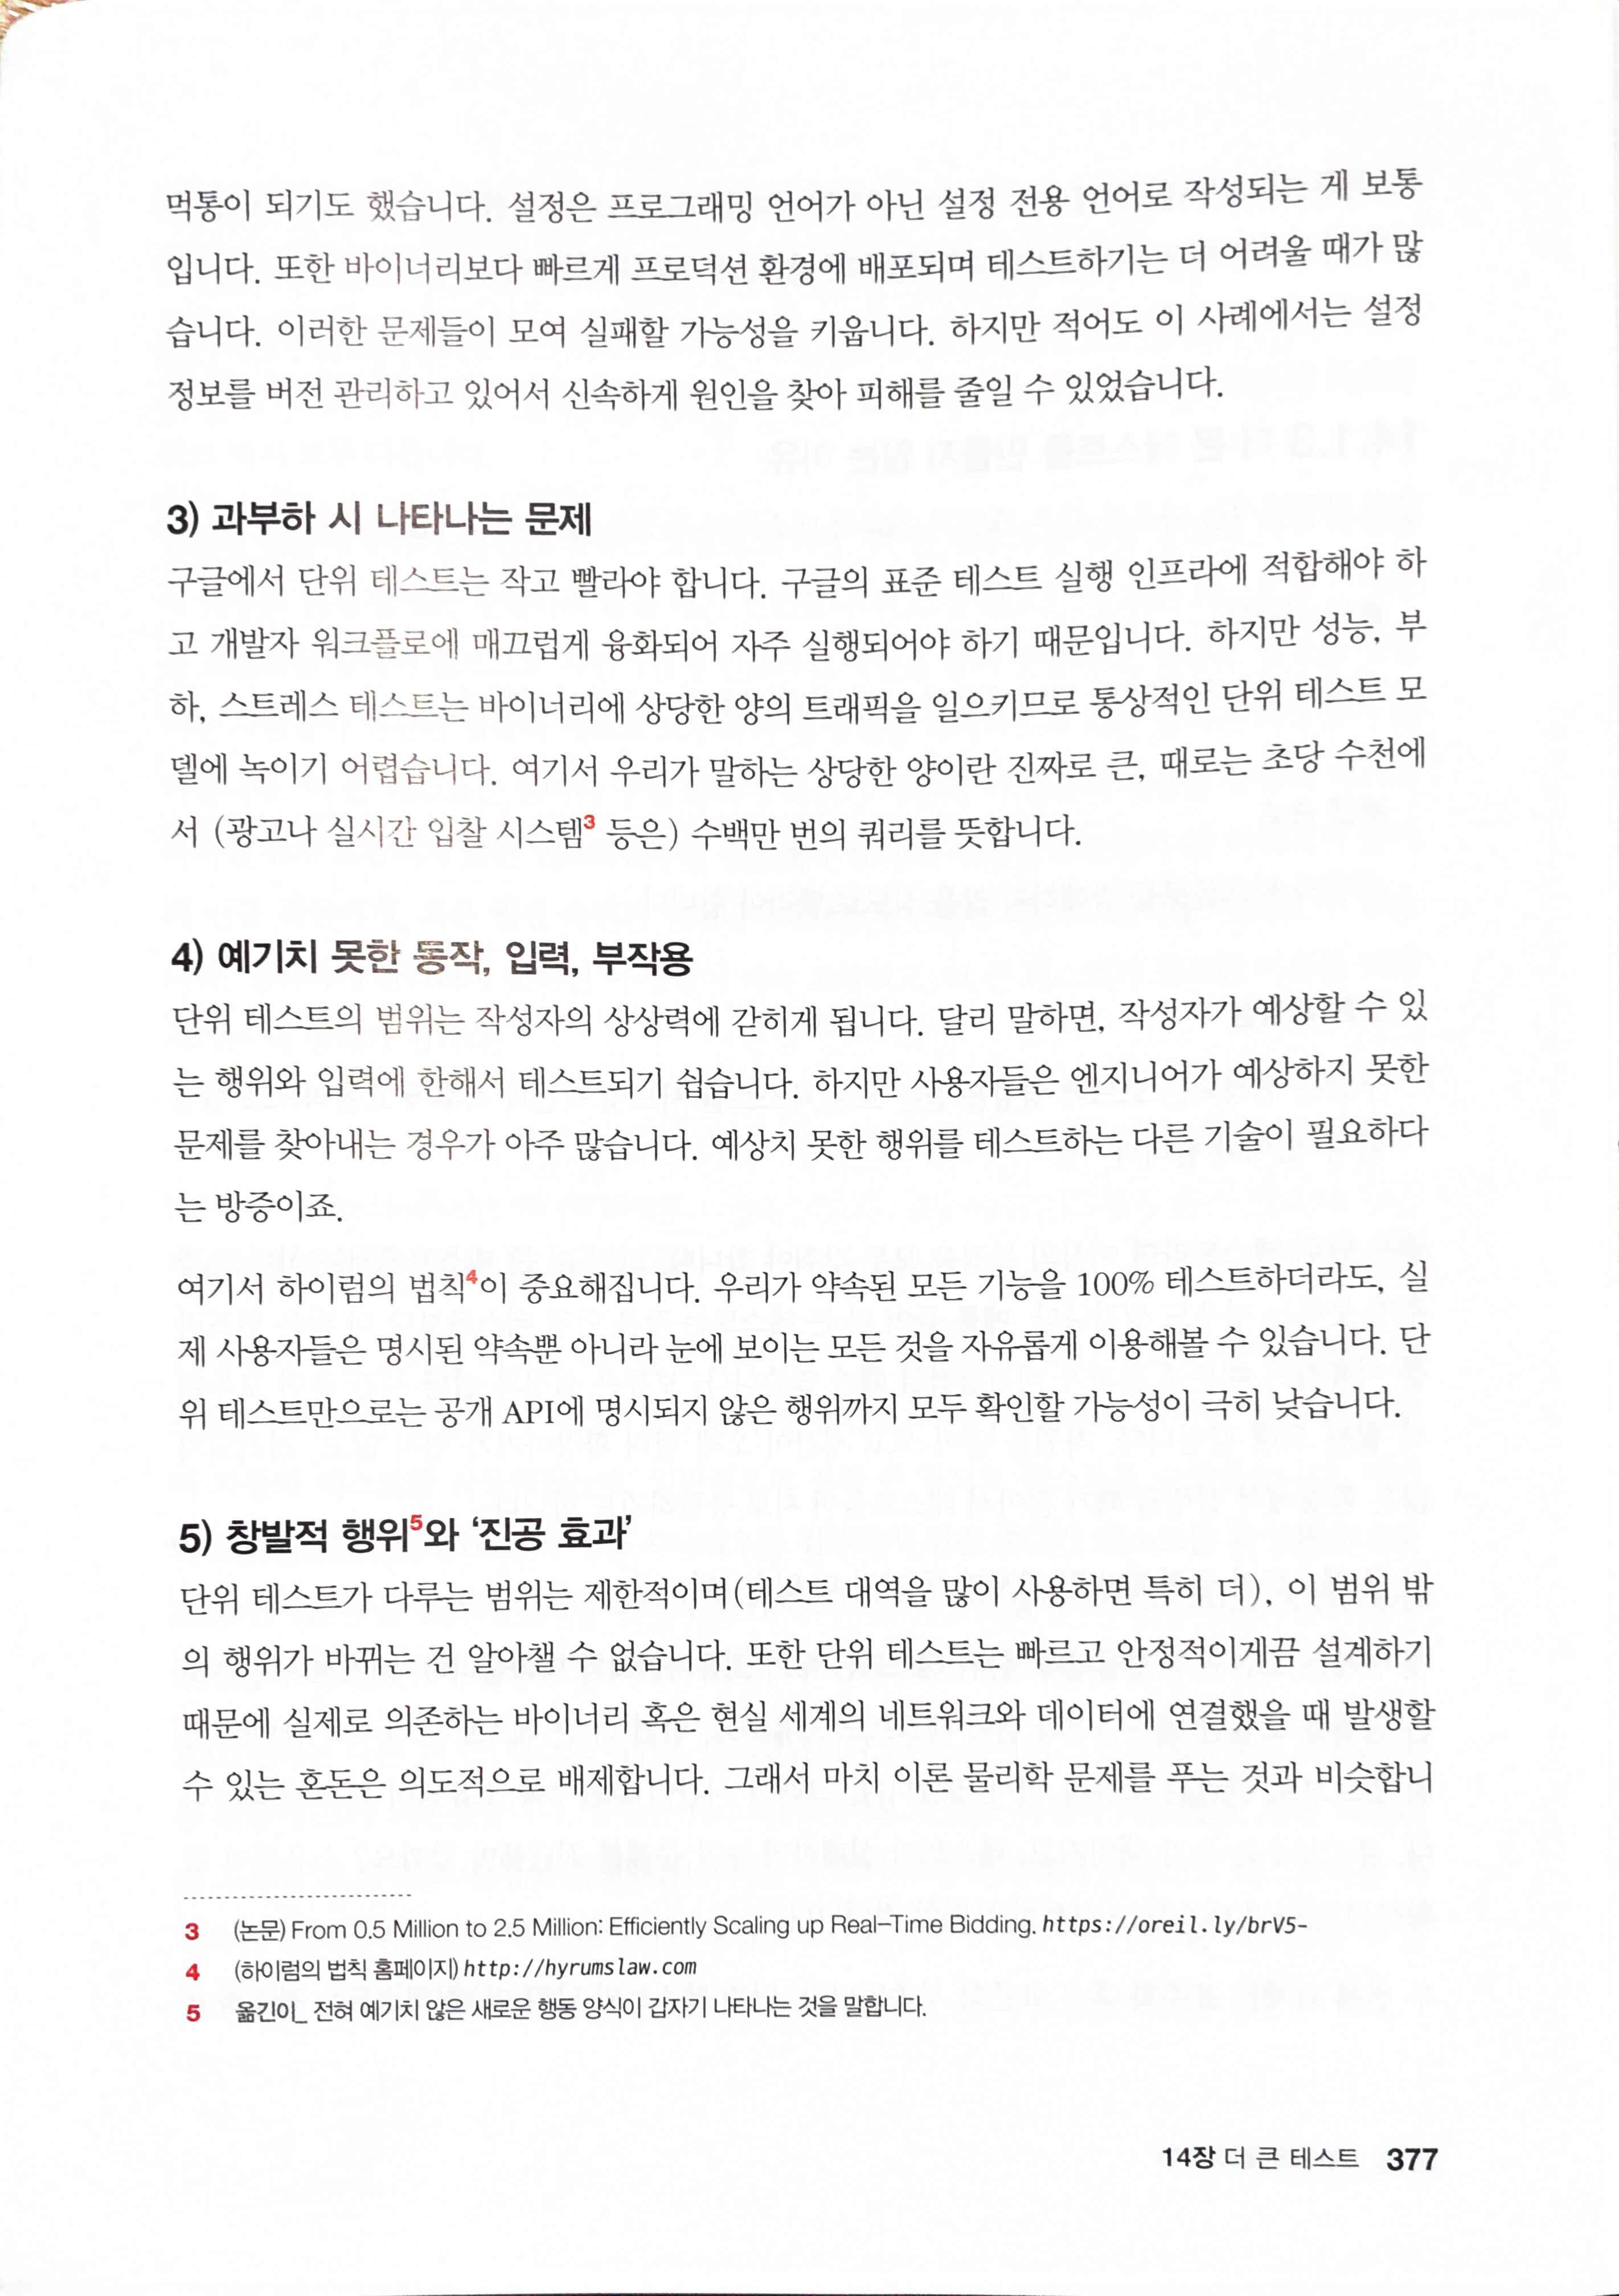 먹통이 되기도 했습니다. 설정은 프로그래밍 언어가 아닌 설정 전용 언어로 작성되는 게 보통
입니다. 또한 바이너리보다 빠르게 프로덕션 환경에 배포되며 테스트하기는 더 어려울 때가 많
습니다. 이러한 문제들이 모여 실패할 가능성을 키웁니다. 하지만 적어도 이 사례에서는 설정
정보를 버전 관리하고 있어서 신속하게 원인을 찾아 피해를 줄일 수 있었습니다.
3) 과부하 시 나타나는 문제
구글에서 단위 테스트는 작고 빨라야 합니다. 구글의 표준 테스트 실행 인프라에 적합해야 하
고 개발자 워크플로에 매끄럽게 융화되어 자주 실행되어야 하기 때문입니다. 하지만 성능, 부
하, 스트레스 테스트는 바이너리에 상당한 양의 트래픽을 일으키므로 통상적인 단위 테스트 모
델에 녹이기 어렵습니다. 여기서 우리가 말하는 상당한 양이란 진짜로 큰, 때로는 초당 수천에
서 (광고나 실시간 입찰 시스템3 등은) 수백만 번의 쿼리를 뜻합니다.
4) 예기치 못한 동작, 입력, 부작용
단위 테스트의 범위는 작성자의 상상력에 갇히게 됩니다. 달리 말하면, 작성자가 예상할 수 있
는 행위와 입력에 한해서 테스트되기 쉽습니다. 하지만 사용자들은 엔지니어가 예상하지 못한
문제를 찾아내는 경우가 아주 많습니다. 예상치 못한 행위를 테스트하는 다른 기술이 필요하다
는 방증이죠.
여기서 하이럼의 법칙4이 중요해집니다. 우리가 약속된 모든 기능을 100% 테스트하더라도, 실
제 사용자들은 명시된 약속뿐 아니라 눈에 보이는 모든 것을 자유롭게 이용해볼 수 있습니다. 단
위 테스트만으로는 공개 API에 명시되지 않은 행위까지 모두 확인할 가능성이 극히 낮습니다.
5) 창발적 행위5와 ‘진공 효과’
단위 테스트가 다루는 범위는 제한적이며(테스트 대역을 많이 사용하면 특히 더), 이 범위 밖
의 행위가 바뀌는 건 알아챌 수 없습니다. 또한 단위 테스트는 빠르고 안정적이게끔 설계하기
때문에 실제로 의존하는 바이너리 혹은 현실 세계의 네트워크와 데이터에 연결했을 때 발생할
수 있는 혼돈은 의도적으로 배제합니다. 그래서 마치 이론 물리학 문제를 푸는 것과 비슷합니
3 (논문) From 0.5 Million to 2.5 Million: Efficiently Scaling up Real-Time Bidding. https://oreil.ly/brV5-
4 (하이럼의 법칙 홈페이지) http://hyrumslaw.com
5 옮긴이_ 전혀 예기치 않은 새로운 행동 양식이 갑자기 나타나는 것을 말합니다.
14장 더 큰 테스트 377